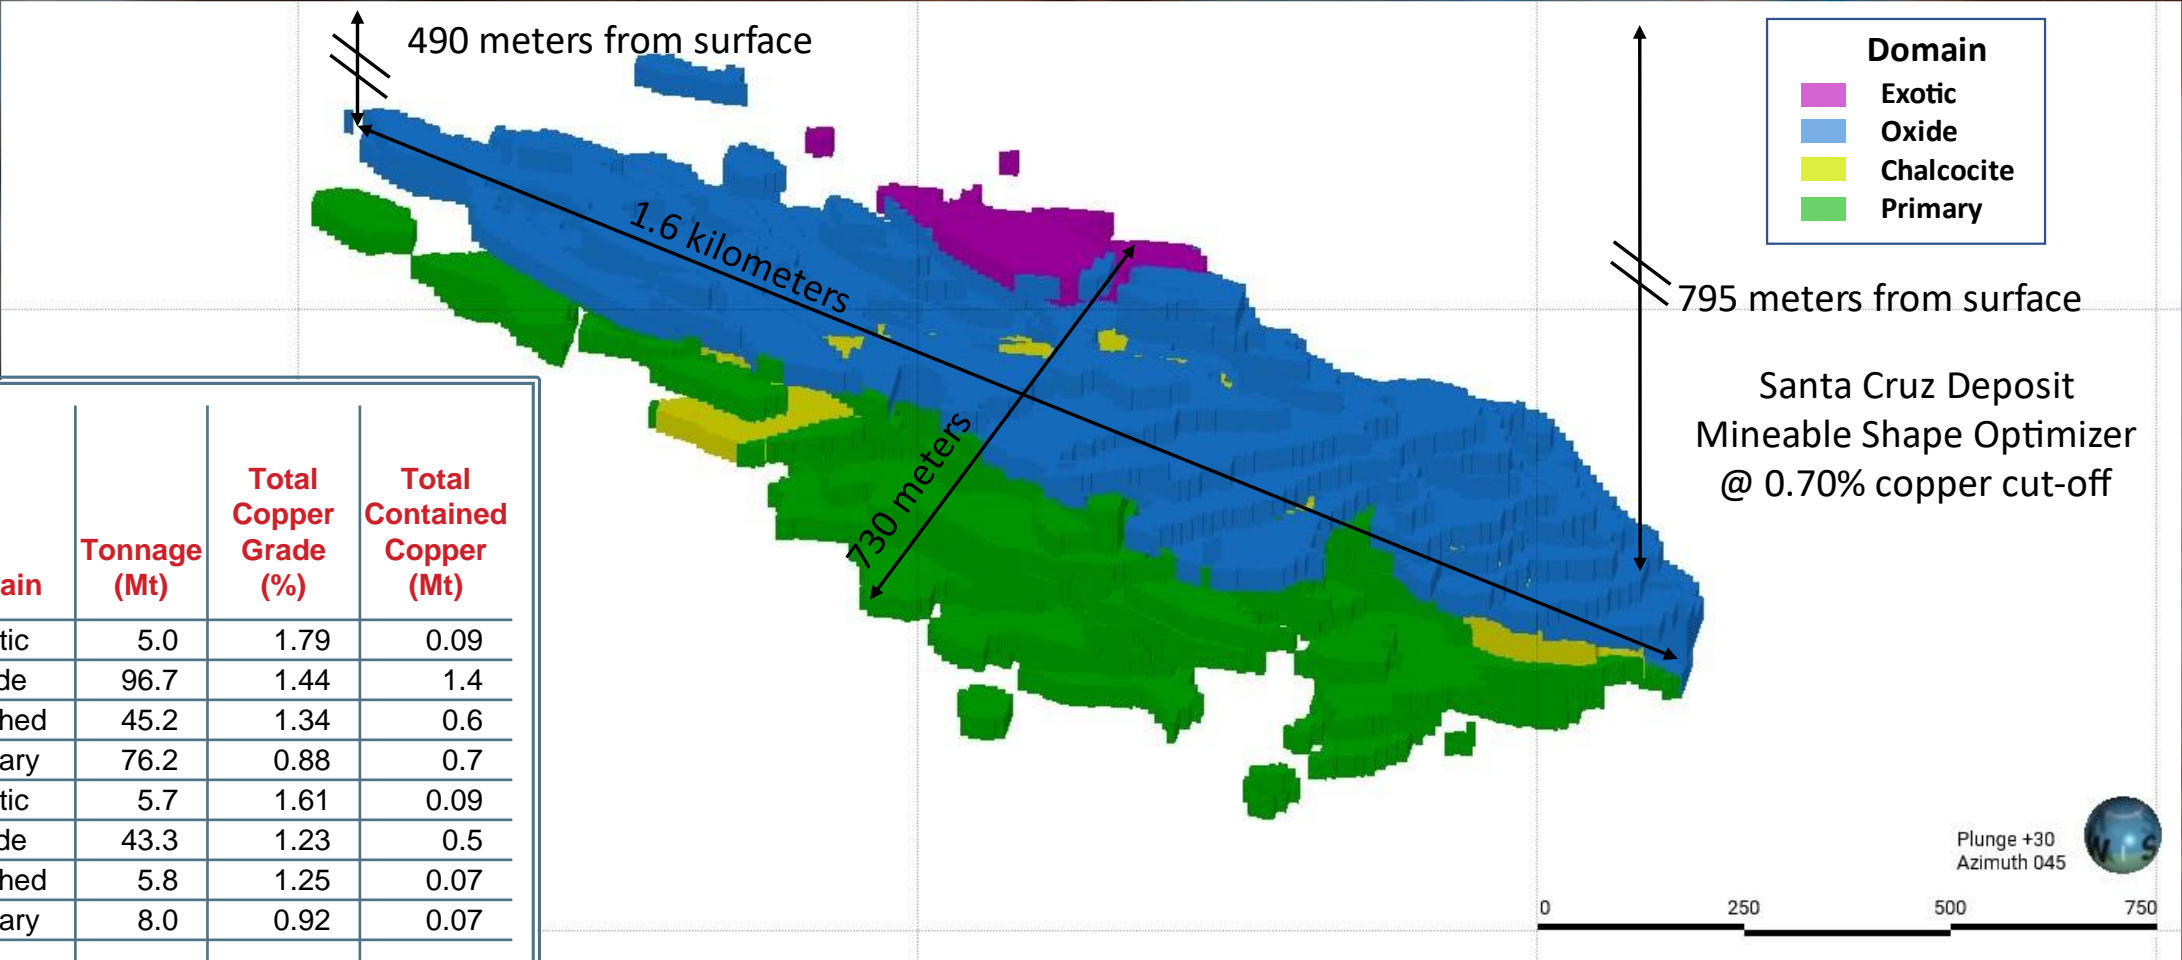 490 meters from surface
Domain
Exotic
Oxide
Chalcocite
Primary
1.6 kilometers
795 meters from surface
730 meters
Santa Cruz Deposit
Mineable Shape Optimizer
@ 0.70% copper cut-off
ain Tonnage (Mt) Total Copper Grade (%) Total Contained Copper (Mt)
tic 5.0 1.79 0.09
de 96.7 1.44 1.4
hed 45.2 1.34 0.6
ary 76.2 0.88 0.7
tic 5.7 1.61 0.09
de 43.3 1.23 0.5
hed 5.8 1.25 0.07
ary 8.0 0.92 0.07
Plunge +30
Azimuth 045
W S
0 250 500 750